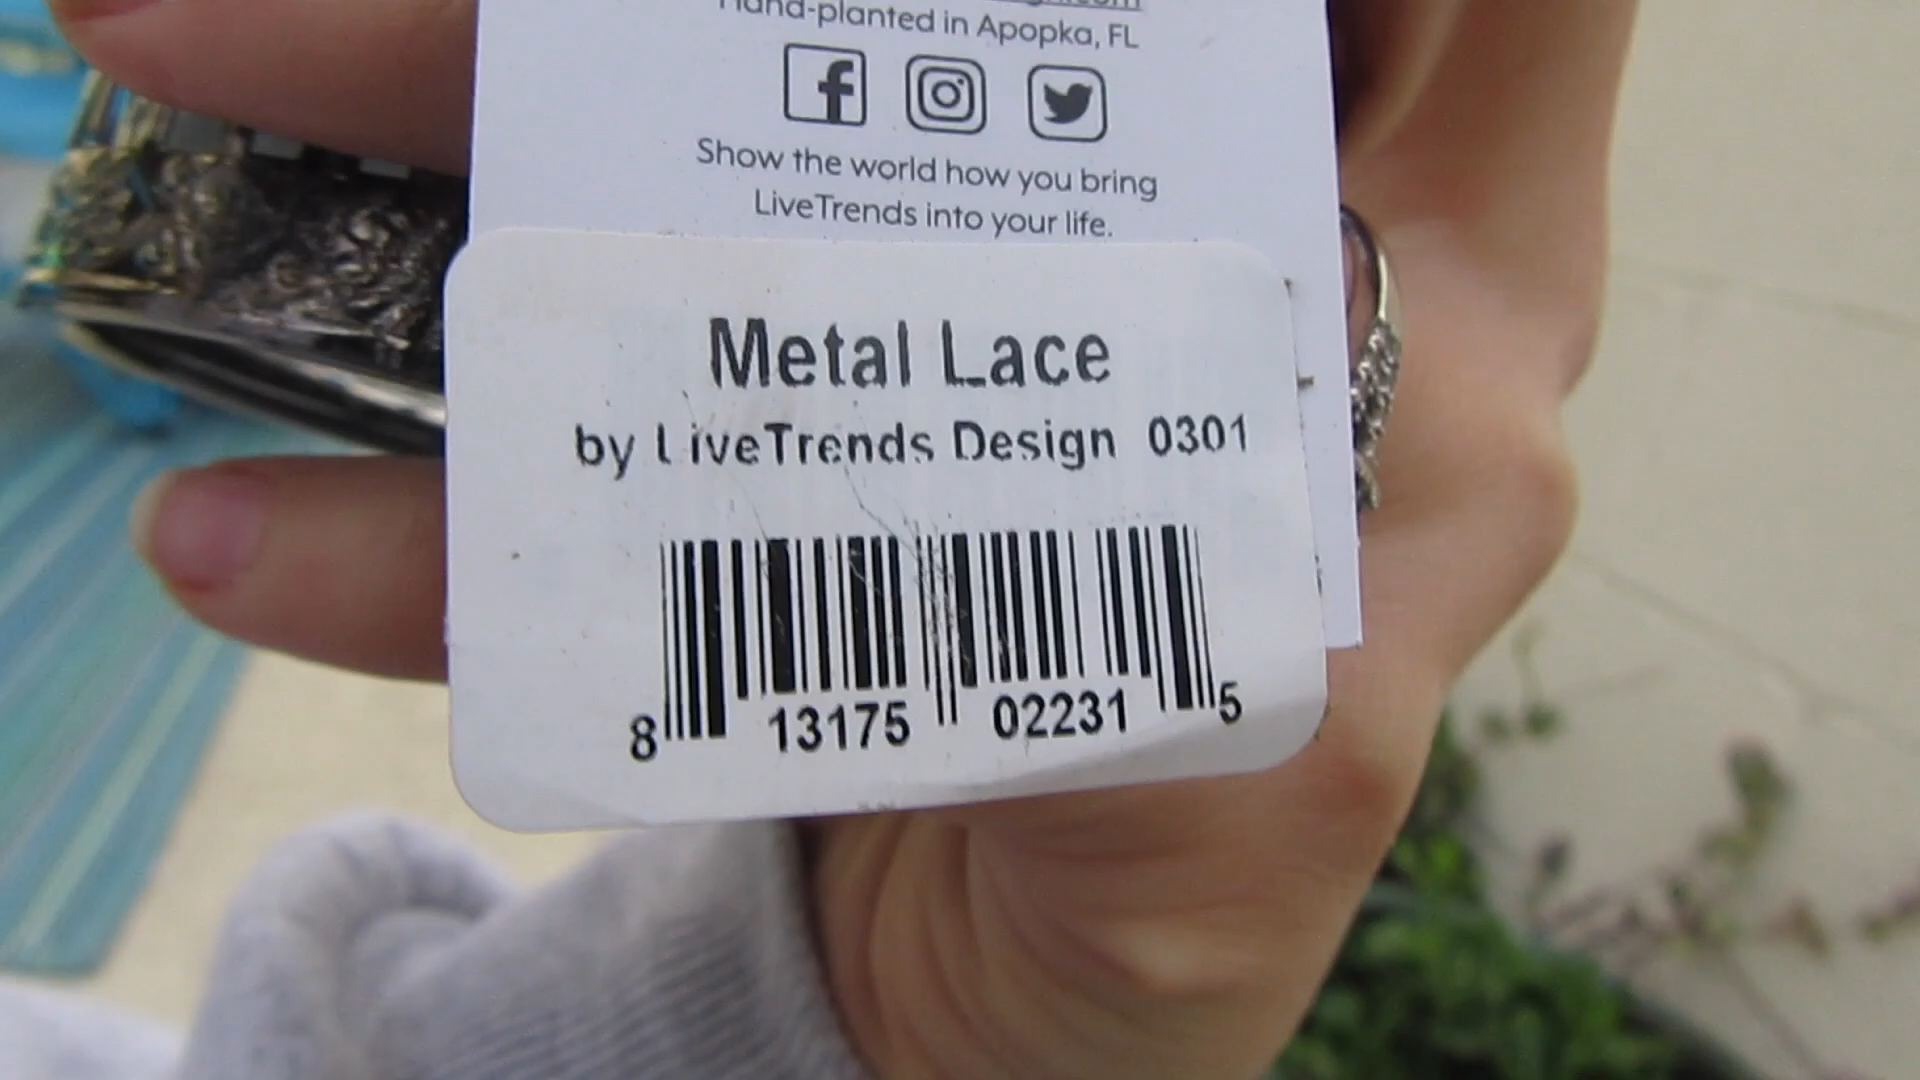 Hand-planted in Apopka, FL
Show the world how you bring
LiveTrends into your life.
Metal Lace
by LiveTrends Design 0301
8 13175 02231 5